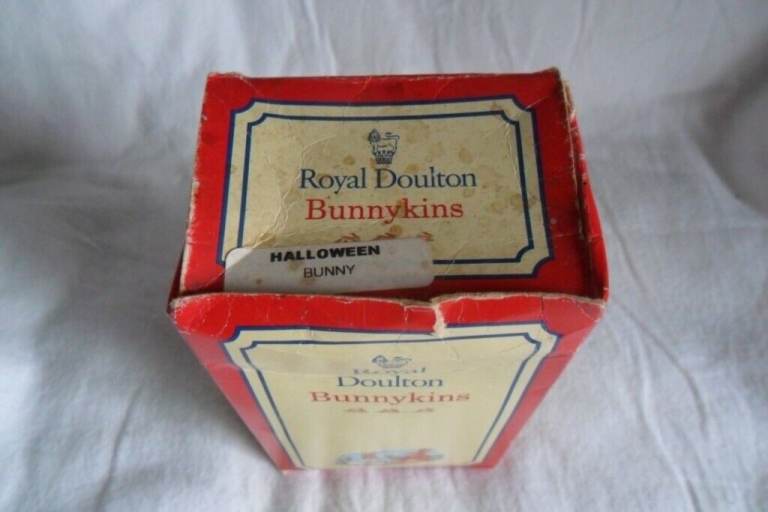 Royal Doulton
Bunnykins
HALLOWEEN
BUNNY
Royal
Doulton
Bunnykins